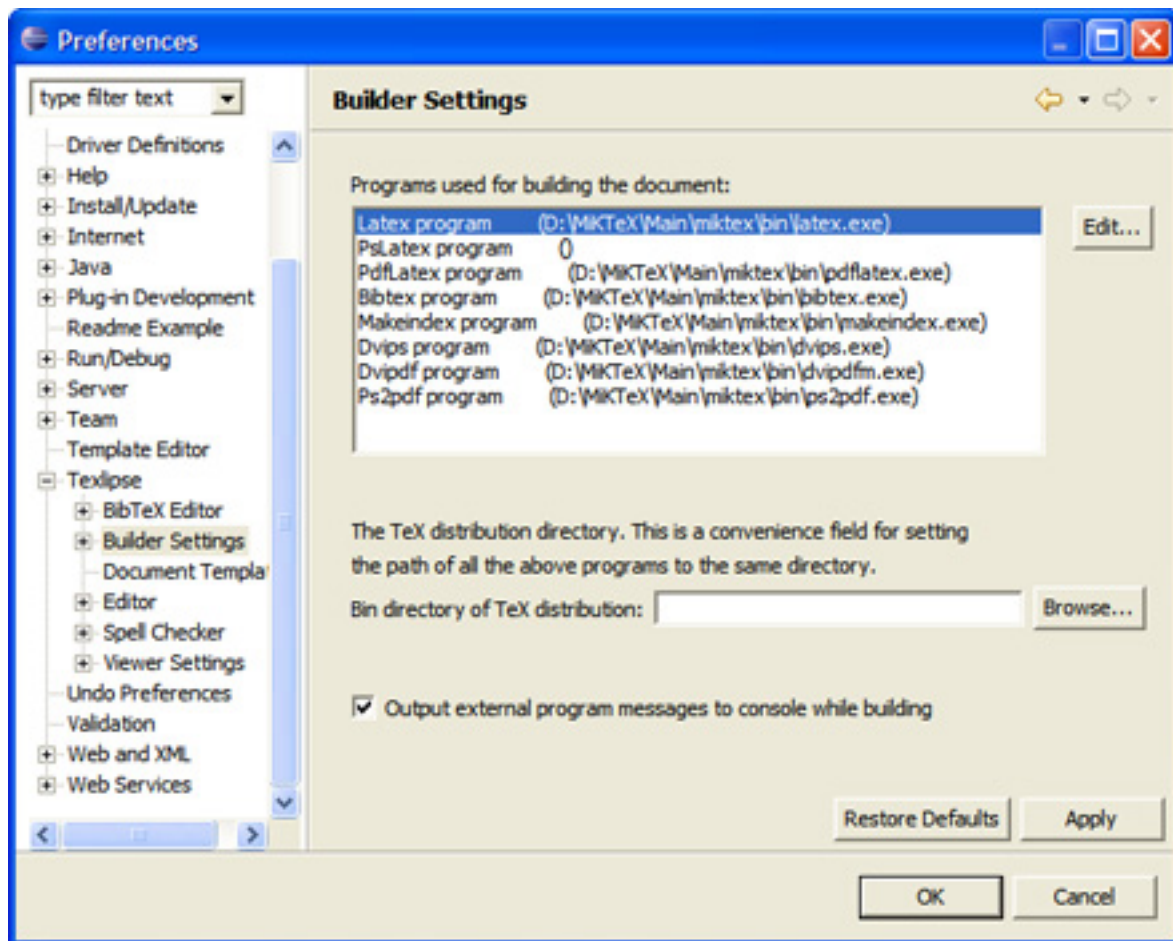 Preferences
type filter text
Driver Definitions
Help
Install/Update
Internet
Java
Plug-in Development
Readme Example
Run/Debug
Server
Team
Template Editor
Texlipse
BibTeX Editor
Builder Settings
Document Templa
Editor
Spell Checker
Viewer Settings
Undo Preferences
Validation
Web and XML
Web Services
Builder Settings
Programs used for building the document:
Latex program (D:\MiKTeX\Main\miktex\bin\latex.exe)
PsLatex program ()
PdfLatex program (D:\MiKTeX\Main\miktex\bin\pdflatex.exe)
Bibtex program (D:\MiKTeX\Main\miktex\bin\bibtex.exe)
Makeindex program (D:\MiKTeX\Main\miktex\bin\makeindex.exe)
Dvips program (D:\MiKTeX\Main\miktex\bin\dvips.exe)
Dvipdf program (D:\MiKTeX\Main\miktex\bin\dvipdfm.exe)
Ps2pdf program (D:\MiKTeX\Main\miktex\bin\ps2pdf.exe)
Edit...
The TeX distribution directory. This is a convenience field for setting
the path of all the above programs to the same directory.
Bin directory of TeX distribution:
Browse...
Output external program messages to console while building
Restore Defaults
Apply
OK
Cancel